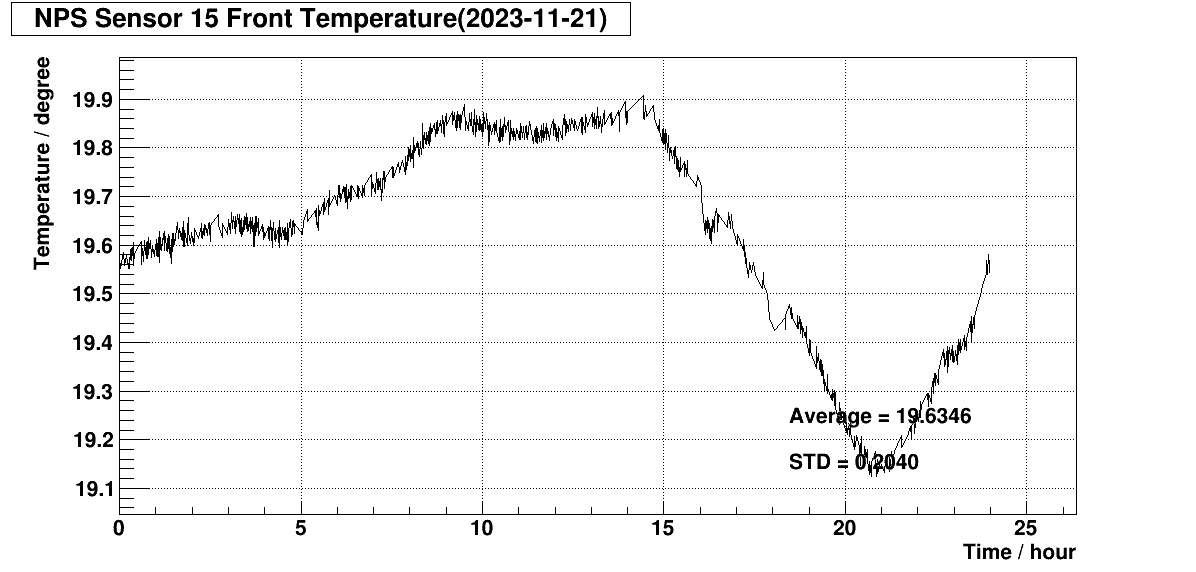 NPS Sensor 15 Front Temperature(2023-11-21)
Temperature / degree
19.9
19.8
19.7
19.6
19.5
19.4
19.3
19.2
19.1
Average = 19.6346
STD = 0.2040
0 5 10 15 20 25
Time / hour